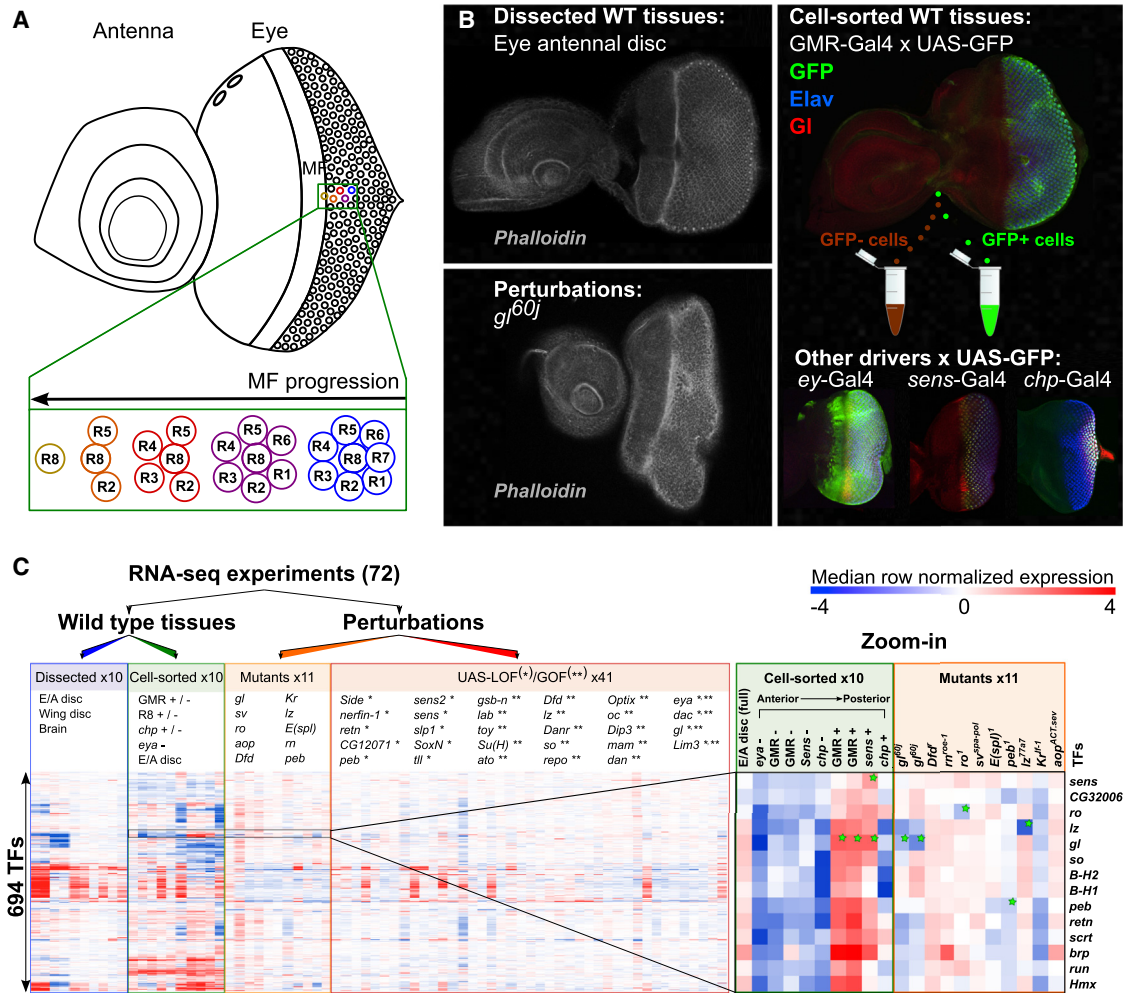 A
Antenna
Eye
MF
MF progression
R8
R5
R8
R2
R4
R5
R8
R3
R2
R5
R4
R6
R8
R3
R1
R2
R5
R4
R6
R8
R7
R3
R2
R1
B
Dissected WT tissues:
Eye antennal disc
Phalloidin
Perturbations:
gl60j
Phalloidin
Cell-sorted WT tissues:
GMR-Gal4 x UAS-GFP
GFP
Elav
Gl
GFP- cells
GFP+ cells
Other drivers x UAS-GFP:
ey-Gal4
sens-Gal4
chp-Gal4
C
RNA-seq experiments (72)
Wild type tissues
Perturbations
Median row normalized expression
-4
0
4
Zoom-in
Dissected x10
Cell-sorted x10
Mutants x11
UAS-LOF(*)/GOF(**) x41
E/A disc
Wing disc
Brain
GMR + / -
R8 + / -
chp + / -
eya -
E/A disc
gl
sv
ro
aop
Dfd
Kr
lz
E(spl)
rn
peb
Side *
nerfin-1 *
retn *
CG12071 *
peb *
sens2 *
sens *
slp1 *
SoxN *
tll *
gsb-n **
lab **
toy **
Su(H) **
ato **
Dfd **
lz **
Danr **
so **
repo **
Optix **
oc **
Dip3 **
mam **
dan **
eya *,**
dac *,**
gl *,**
Lim3 *,**
694 TFs
Cell-sorted x10
Mutants x11
Anterior
Posterior
E/A disc (full)
eya -
GMR -
GMR -
Sens -
chp -
GMR +
GMR +
sens +
chp +
gl60j
gl60j
Dfdr
rnroe-1
ro1
svspa-pol
E(spl)1
peb1
lz77a7
KrIf-1
aopACT.sev
TFs
sens
CG32006
ro
lz
gl
so
B-H2
B-H1
peb
retn
scrt
brp
run
Hmx